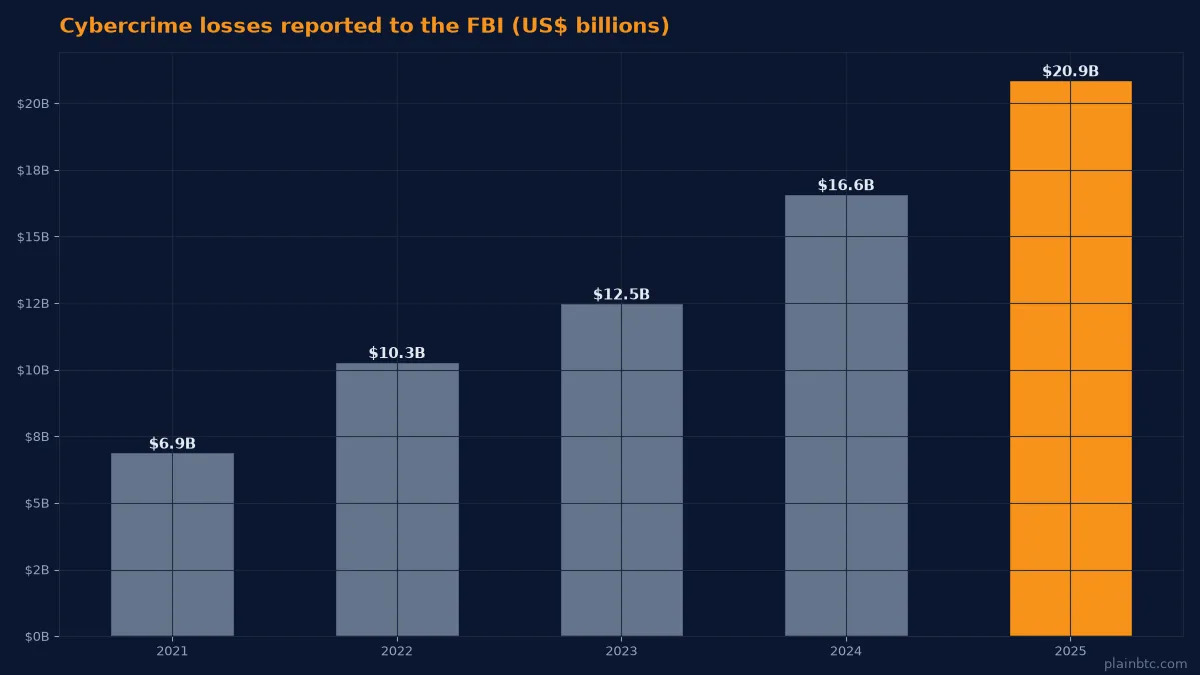 Cybercrime losses reported to the FBI (US$ billions)
$20.9B
$20B
$18B
$16.6B
$15B
$12B
$12.5B
$10.3B
$10B
$8B
$6.9B
$5B
$2B
$0B
2021 2022 2023 2024 2025
plainbtc.com